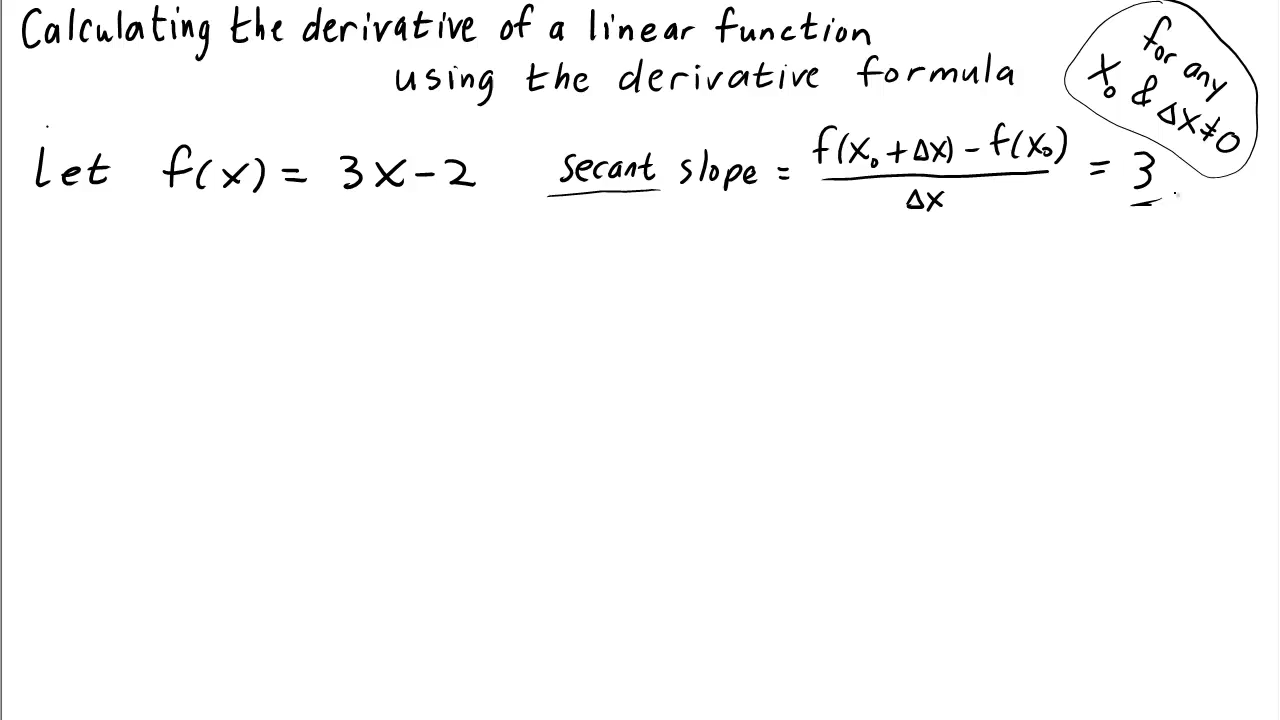 Calculating the derivative of a linear function
using the derivative formula
for any
x₀ & Δx≠0
Let f(x) = 3x-2 secant slope = f(x₀ + Δx) - f(x₀) / Δx = 3